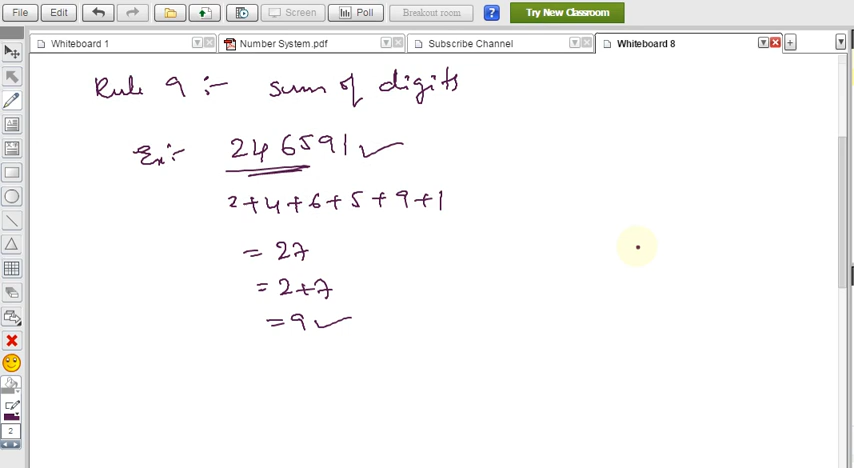 File Edit Screen Poll Breakout room ? Try New Classroom
Whiteboard 1 Number System.pdf Subscribe Channel Whiteboard 8
Rule 9 :- sum of digits
Ex:- 246591 ✓
2+4+6+5+9+1
= 27
= 2+7
= 9 ✓
2